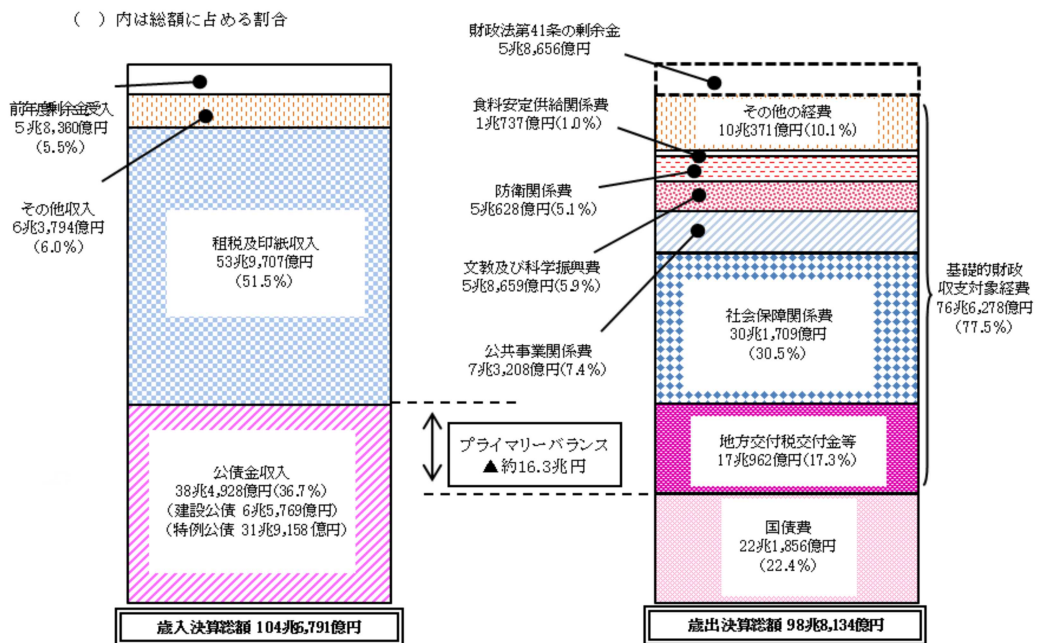 （　）内は総額に占める割合
前年度剰余金受入
5兆8,360億円
(5.5%)
その他収入
6兆3,794億円
(6.0%)
租税及印紙収入
53兆9,707億円
(51.5%)
公債金収入
38兆4,928億円(36.7%)
(建設公債 6兆5,769億円)
(特例公債 31兆9,158億円)
歳入決算総額 104兆6,791億円
プライマリーバランス
▲約16.3兆円
財政法第41条の剰余金
5兆8,656億円
食料安定供給関係費
1兆737億円(1.0%)
防衛関係費
5兆628億円(5.1%)
文教及び科学振興費
5兆8,659億円(5.9%)
公共事業関係費
7兆3,208億円(7.4%)
その他の経費
10兆371億円(10.1%)
社会保障関係費
30兆1,709億円
(30.5%)
地方交付税交付金等
17兆962億円(17.3%)
国債費
22兆1,856億円
(22.4%)
歳出決算総額 98兆8,134億円
基礎的財政
収支対象経費
76兆6,278億円
(77.5%)